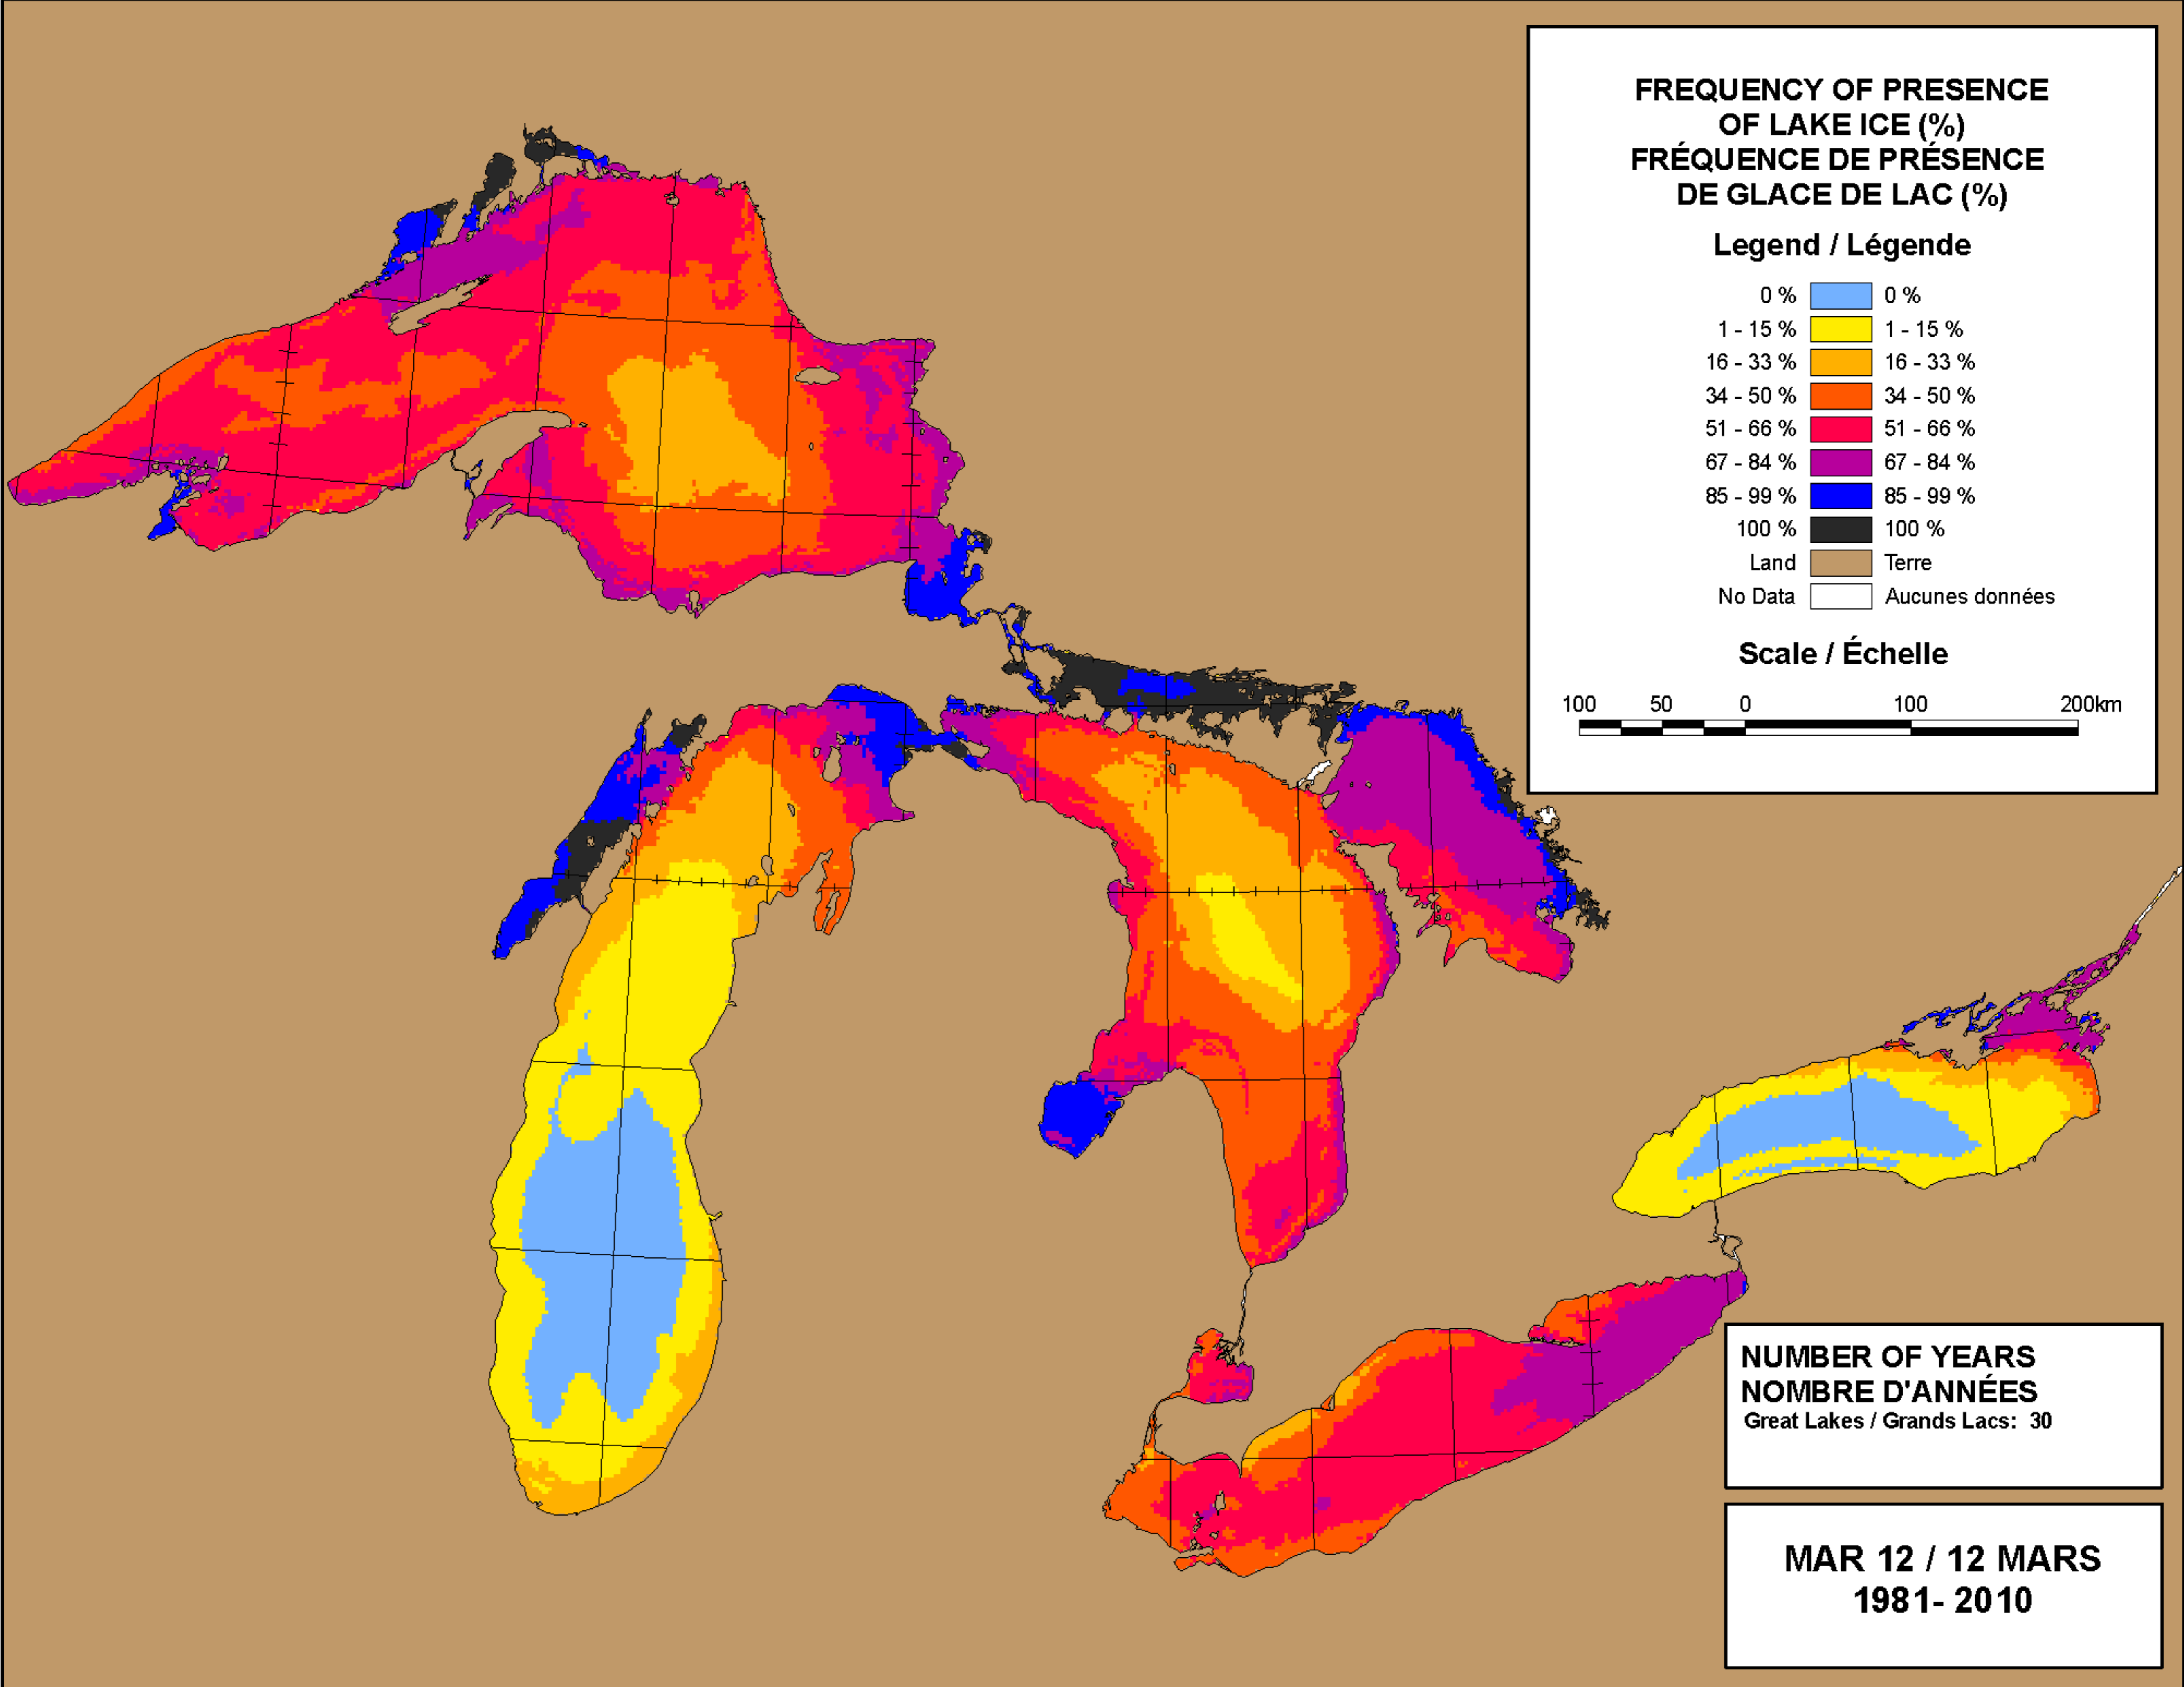 FREQUENCY OF PRESENCE
OF LAKE ICE (%)
FRÉQUENCE DE PRÉSENCE
DE GLACE DE LAC (%)
Legend / Légende
0 % 0 %
1 - 15 % 1 - 15 %
16 - 33 % 16 - 33 %
34 - 50 % 34 - 50 %
51 - 66 % 51 - 66 %
67 - 84 % 67 - 84 %
85 - 99 % 85 - 99 %
100 % 100 %
Land Terre
No Data Aucunes données
Scale / Échelle
100 50 0 100 200km
NUMBER OF YEARS
NOMBRE D'ANNÉES
Great Lakes / Grands Lacs: 30
MAR 12 / 12 MARS
1981- 2010